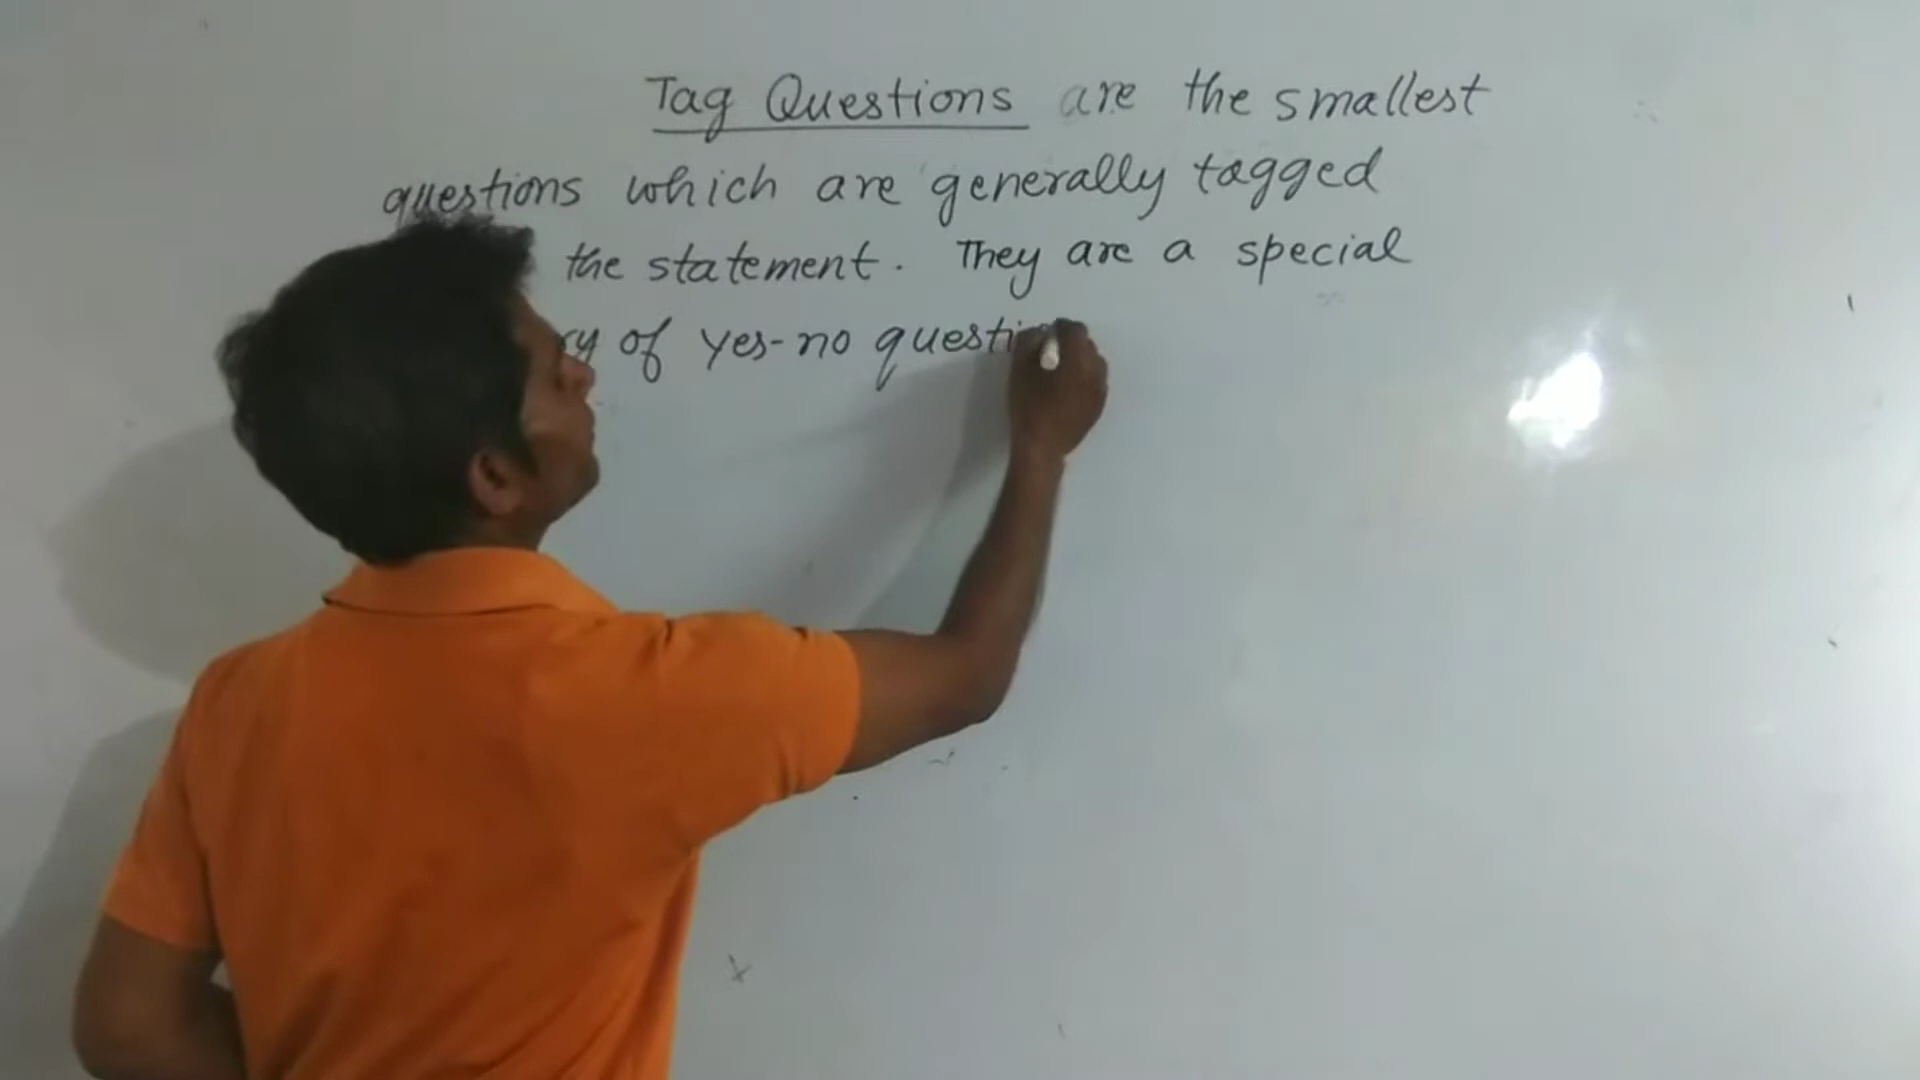 Tag Questions are the smallest
questions which are generally tagged
the statement. They are a special
of yes-no